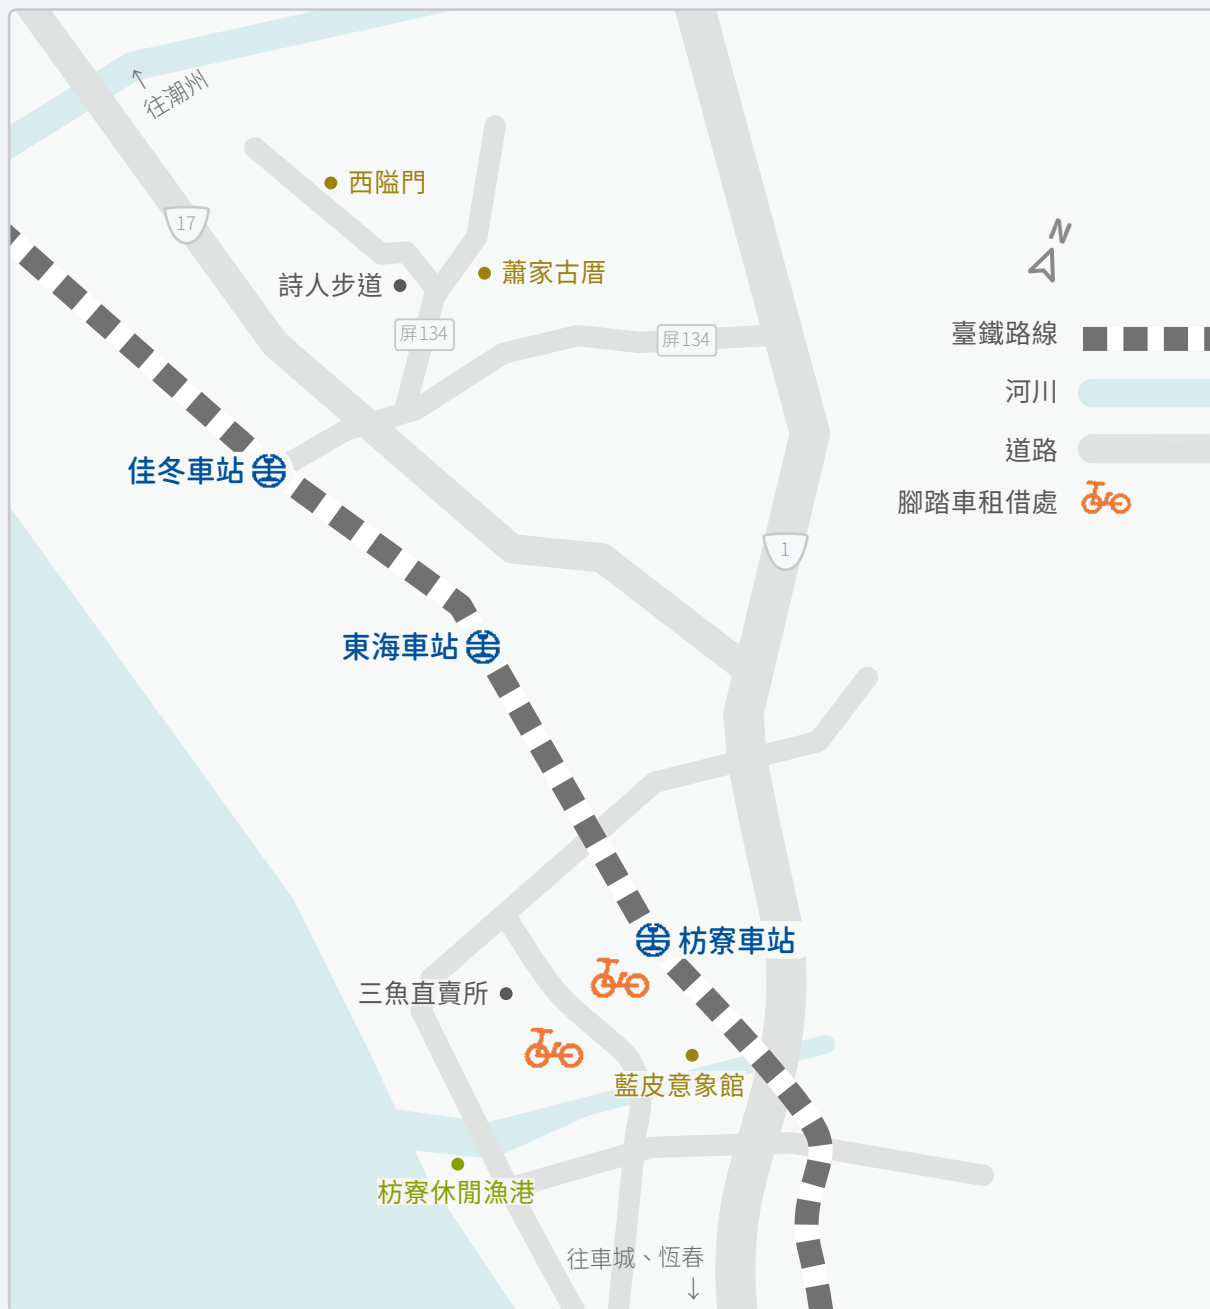 往潮州
西隘門
17
蕭家古厝
詩人步道
屏134
屏134
N
臺鐵路線
河川
道路
腳踏車租借處
佳冬車站
1
東海車站
枋寮車站
三魚直賣所
藍皮意象館
枋寮休閒漁港
往車城、恆春